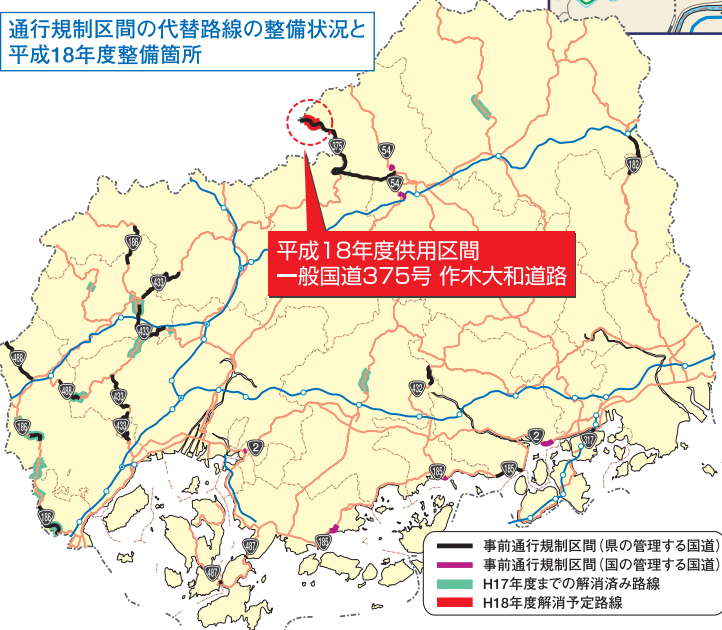 通行規制区間の代替路線の整備状況と
平成18年度整備箇所
375
54
54
182
平成18年度供用区間
一般国道375号 作木大和道路
186
433
433
488
488
433
432
186
433
2
2
317
185
185
186
185
487
487
事前通行規制区間(県の管理する国道)
事前通行規制区間(国の管理する国道)
H17年度までの解消済み路線
H18年度解消予定路線